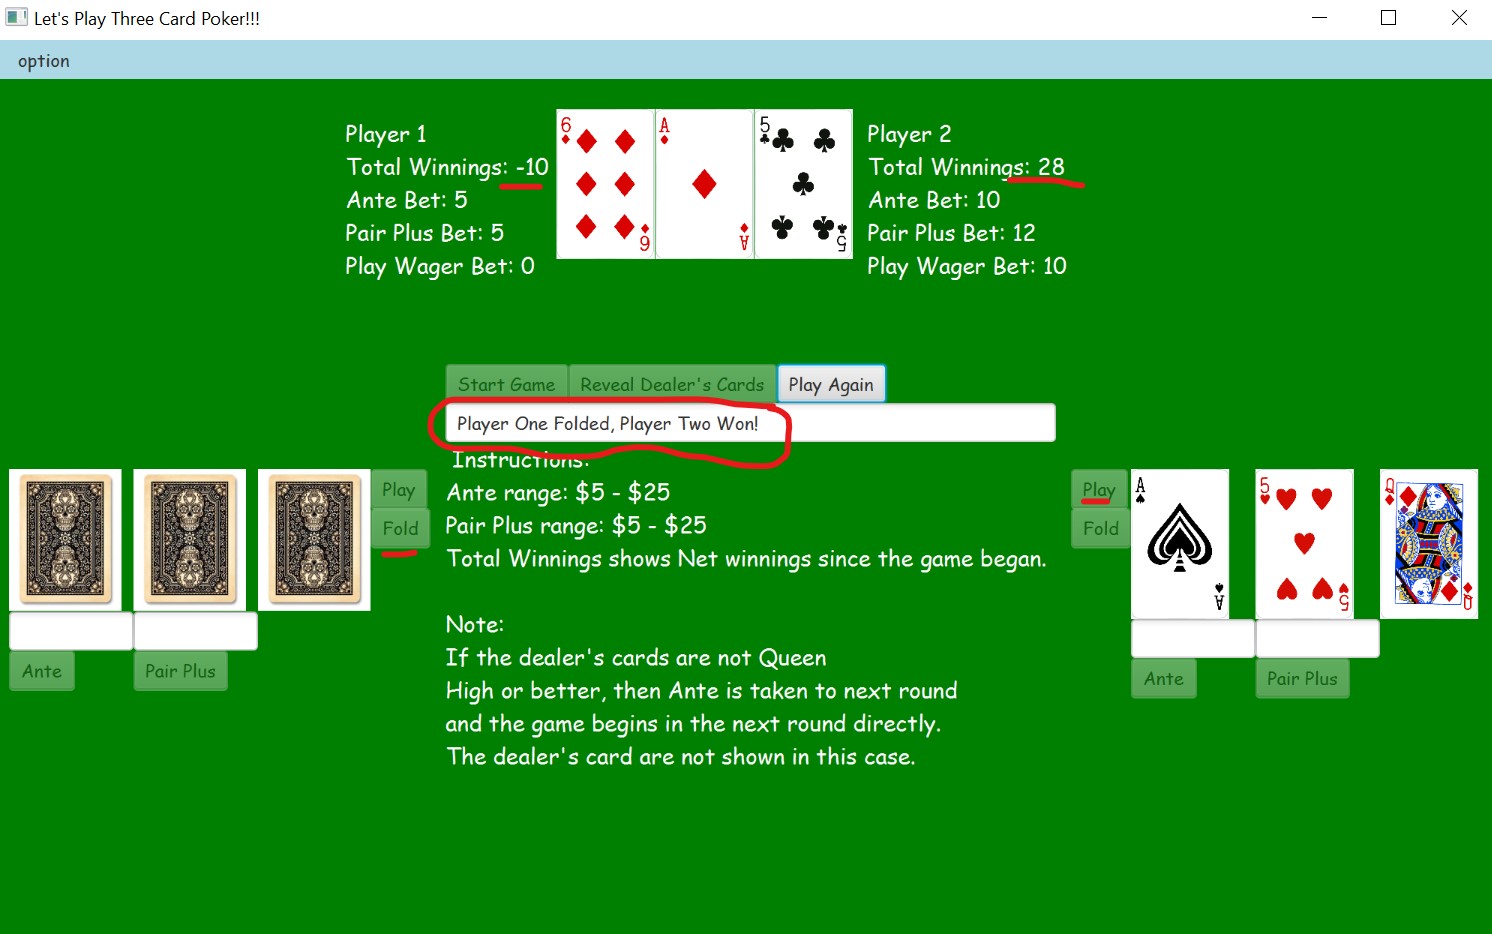 Let's Play Three Card Poker!!!
option
Player 1
Total Winnings: -10
Ante Bet: 5
Pair Plus Bet: 5
Play Wager Bet: 0
6
A
5
6
A
5
Player 2
Total Winnings: 28
Ante Bet: 10
Pair Plus Bet: 12
Play Wager Bet: 10
Start Game Reveal Dealer's Cards Play Again
Player One Folded, Player Two Won!
Instructions:
Ante range: $5 - $25
Pair Plus range: $5 - $25
Total Winnings shows Net winnings since the game began.
Note:
If the dealer's cards are not Queen
High or better, then Ante is taken to next round
and the game begins in the next round directly.
The dealer's card are not shown in this case.
Play
Fold
Ante Pair Plus
Play
Fold
A
5
Q
A
5
Q
Ante Pair Plus